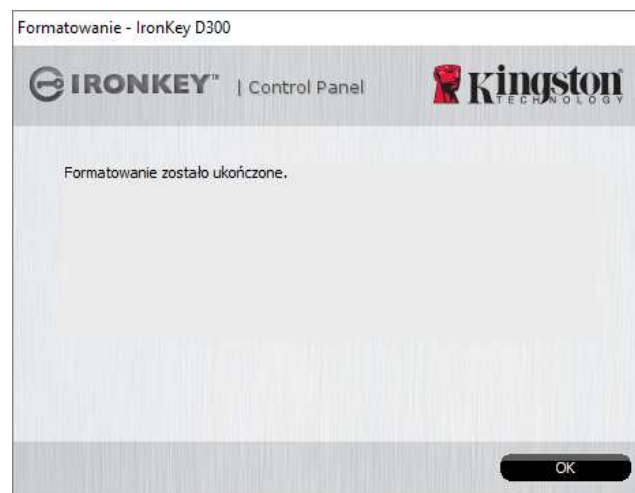 Formatowanie - IronKey D300
IRONKEY™ | Control Panel
Kingston
TECHNOLOGY
Formatowanie zostało ukończone.
OK